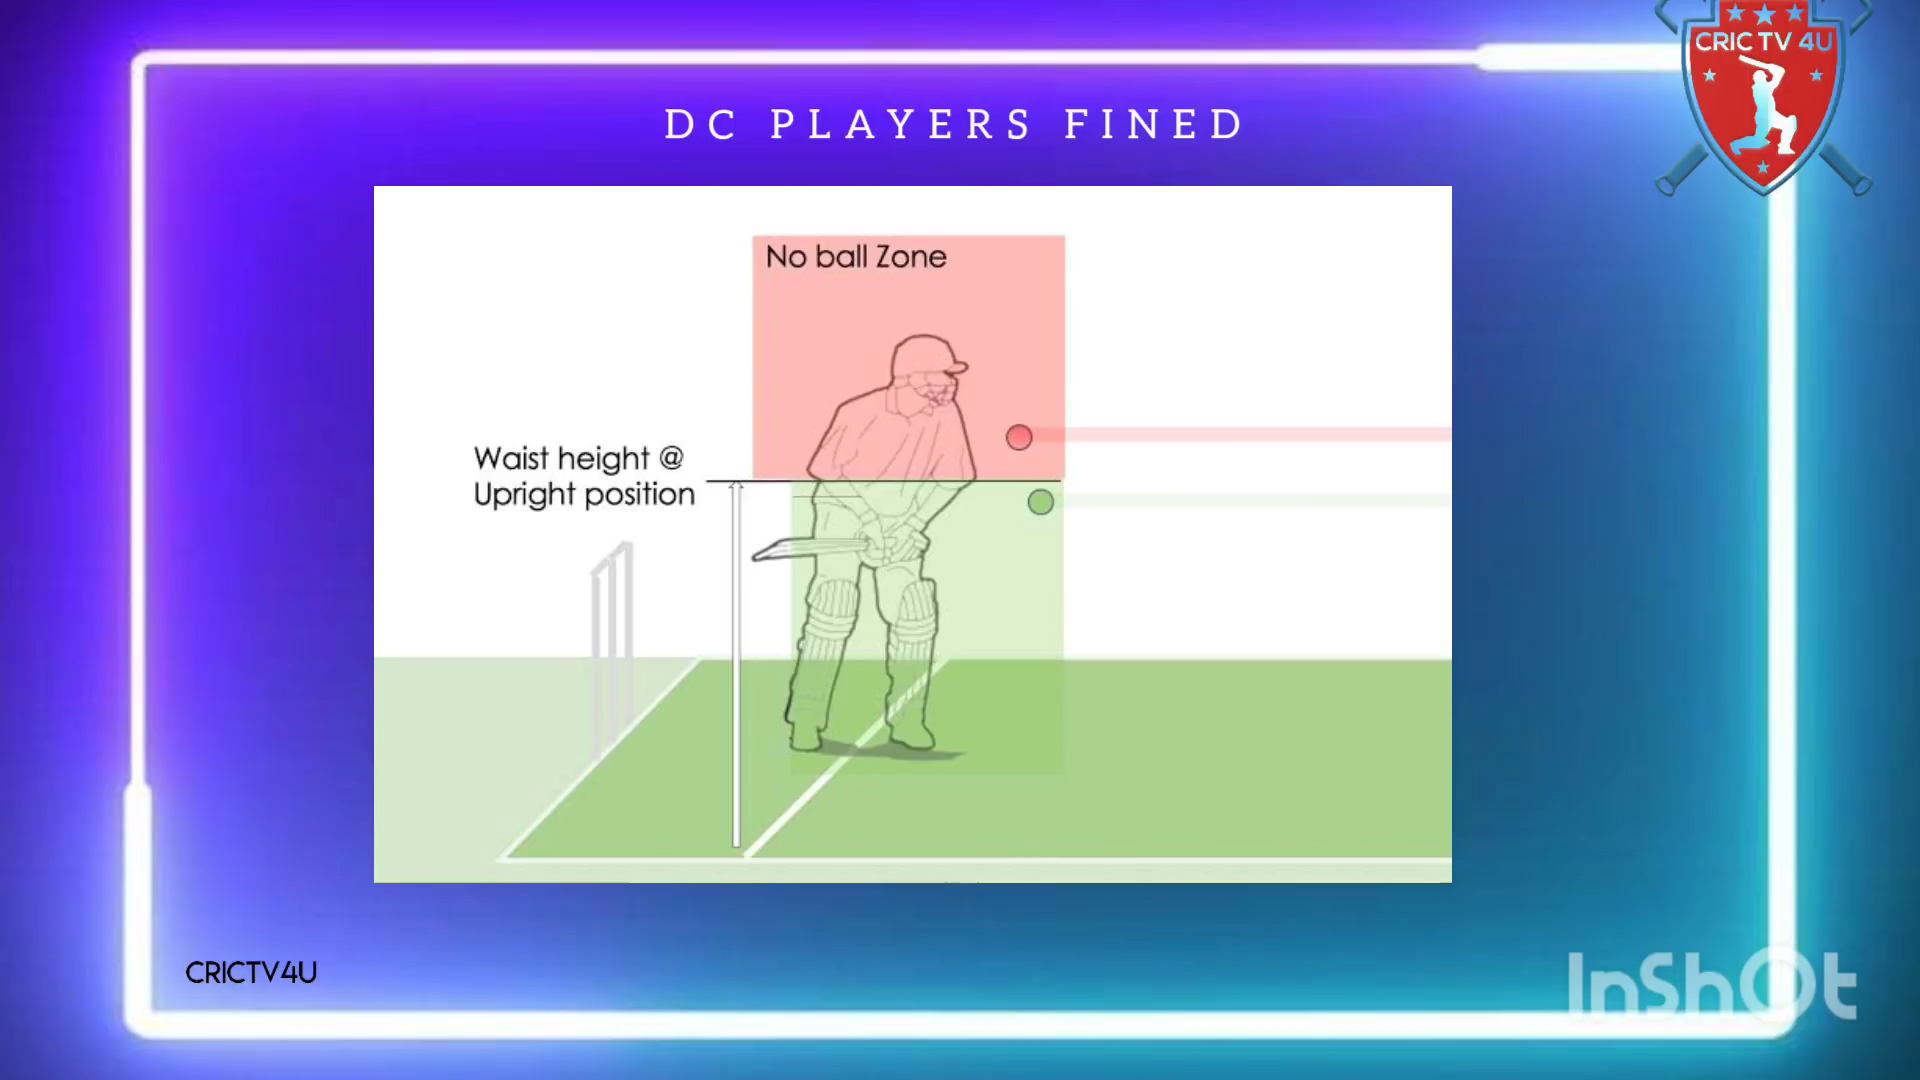 CRIC TV 4U
DC PLAYERS FINED
No ball Zone
Waist height @
Upright position
CRICTV4U
InShOt